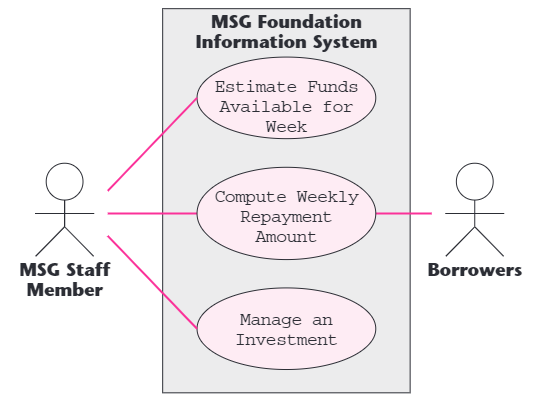 MSG Foundation
Information System
Estimate Funds
Available for
Week
Compute Weekly
Repayment
Amount
MSG Staff
Member
Borrowers
Manage an
Investment